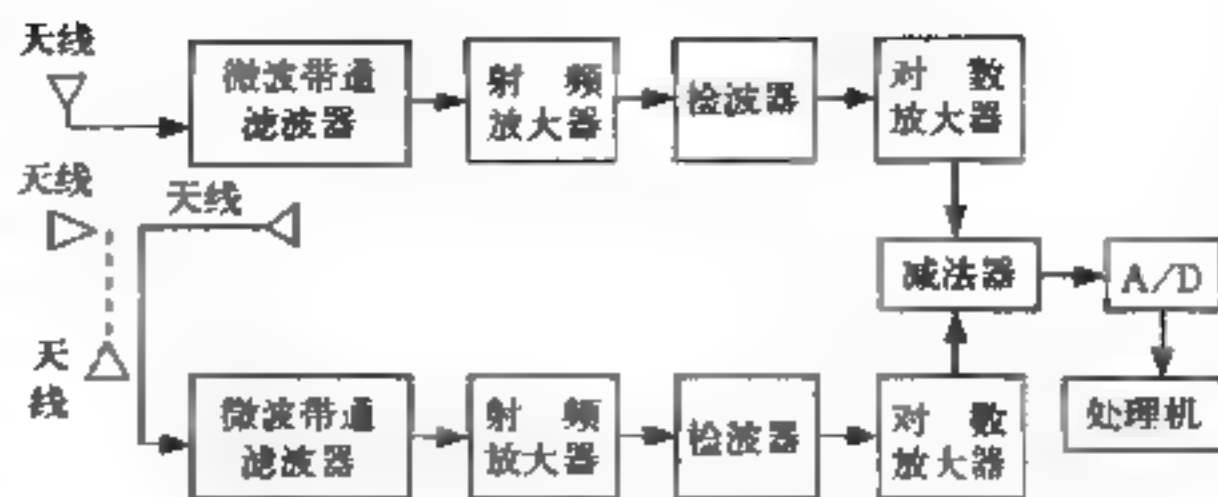 天线
微波带通
滤波器
射 频
放大器
检波器
对 数
放大器
天线
天线
减法器
A/D
天
线
微波带通
滤波器
射 频
放大器
检波器
对 数
放大器
处理机